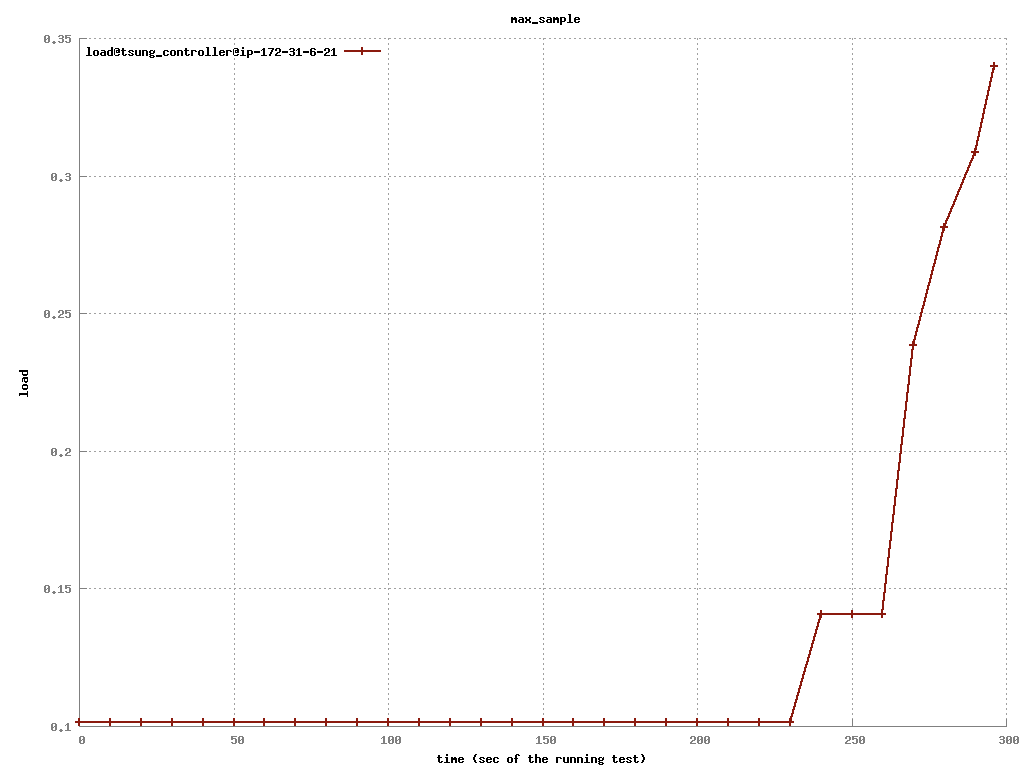 max_sample
load@tsung_controller@ip-172-31-6-21
0.35
0.3
0.25
0.2
0.15
0.1
load
0 50 100 150 200 250 300
time (sec of the running test)